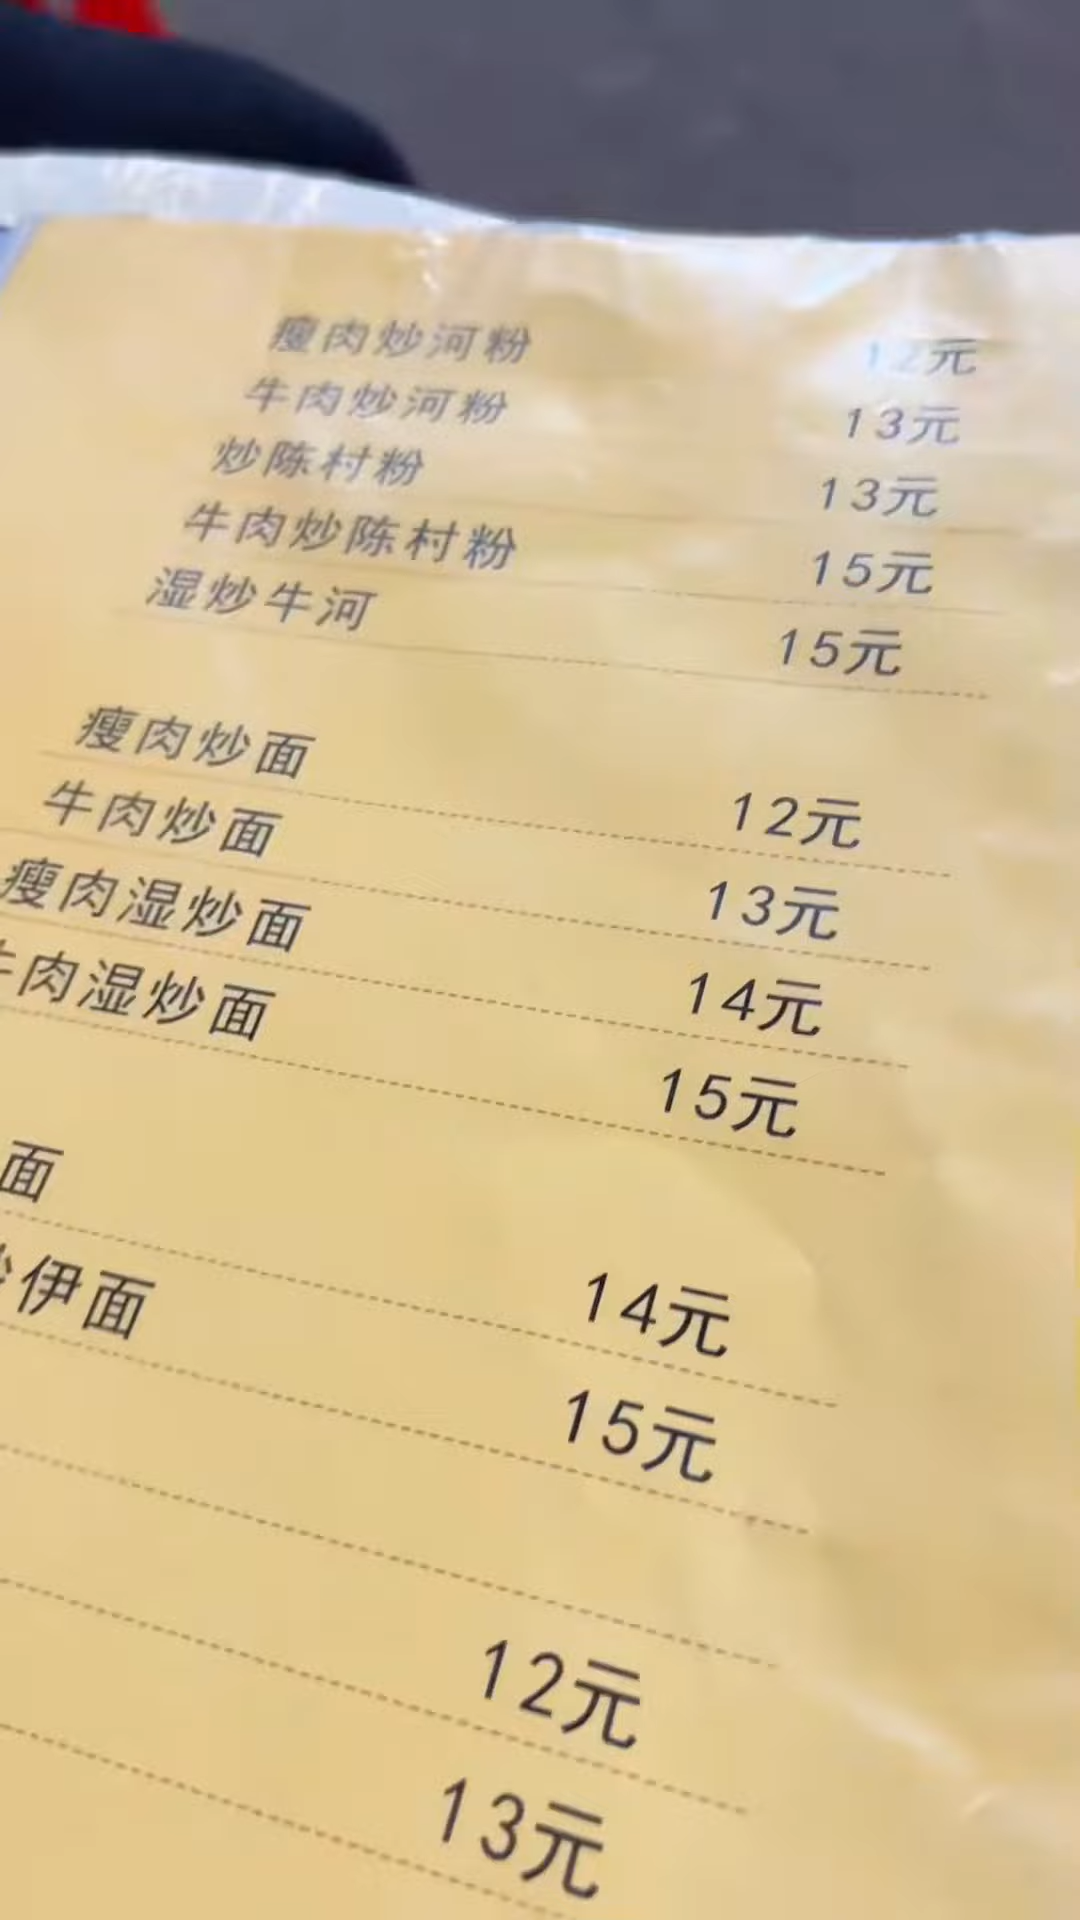 瘦肉炒河粉 12元
牛肉炒河粉 13元
炒陈村粉 13元
牛肉炒陈村粉 15元
湿炒牛河 15元
瘦肉炒面 12元
牛肉炒面 13元
瘦肉湿炒面 14元
牛肉湿炒面 15元
面 14元
炒伊面 15元
12元
13元